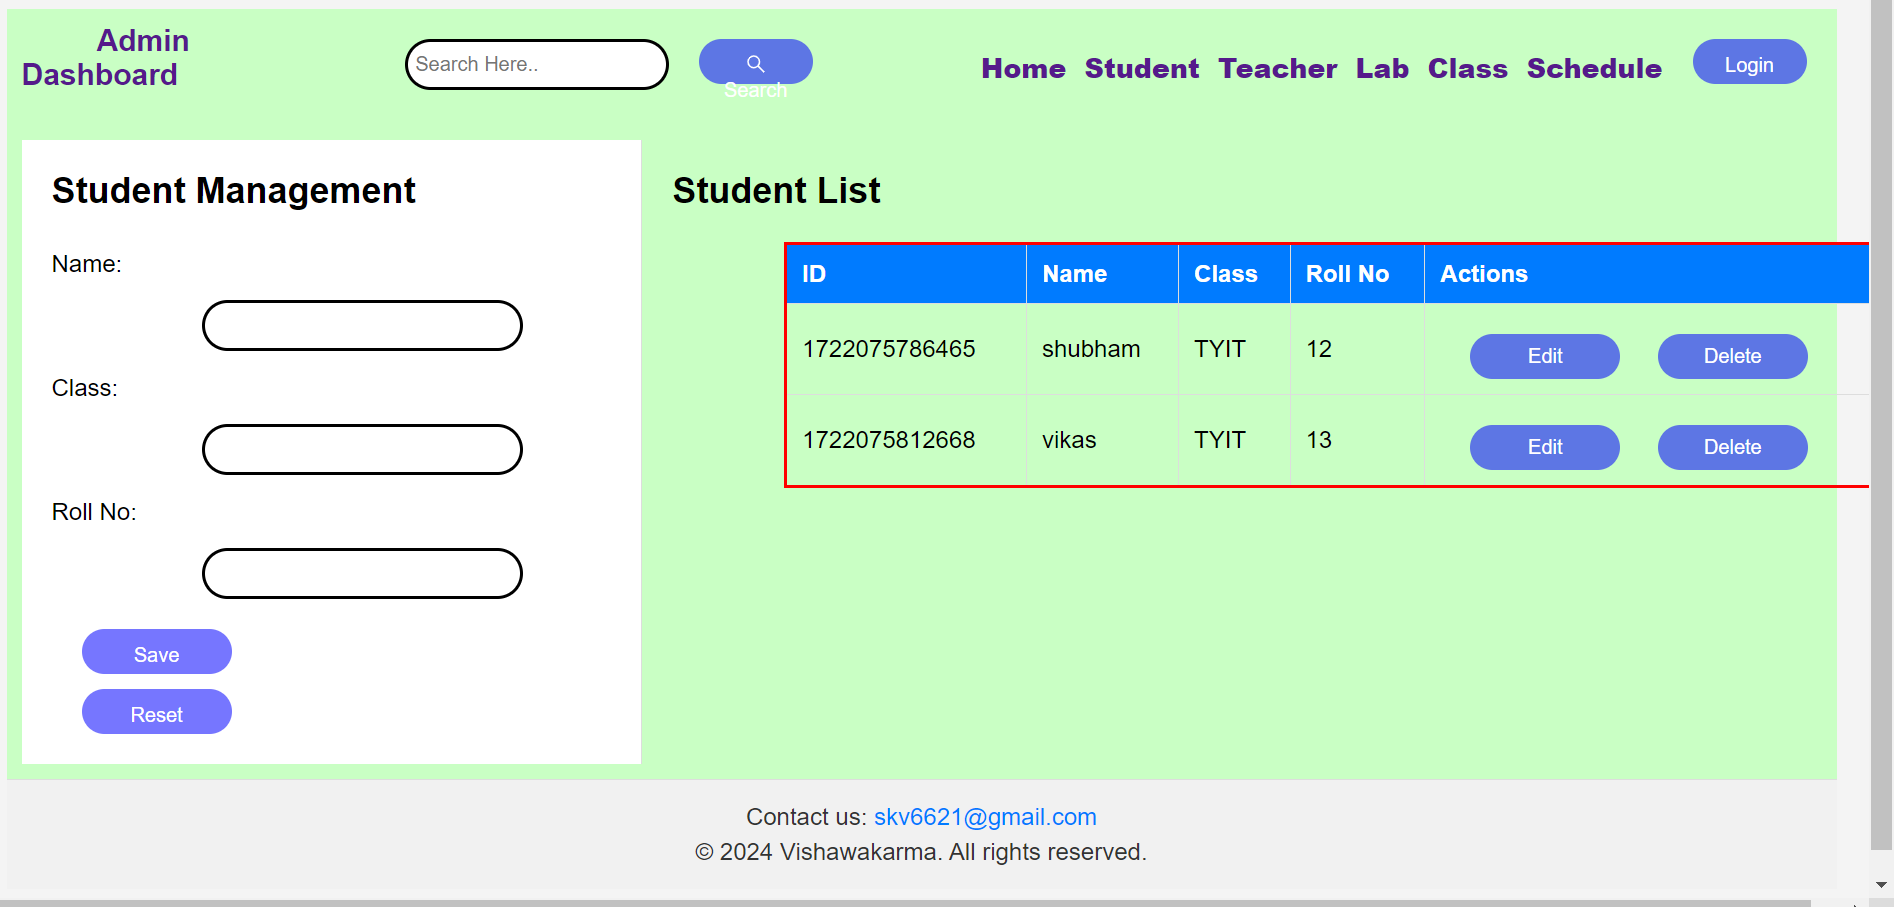 Admin
Dashboard
Search Here..
Search
Home Student Teacher Lab Class Schedule
Login
Student Management
Name:
Class:
Roll No:
Save
Reset
Student List
ID Name Class Roll No Actions
1722075786465 shubham TYIT 12 Edit Delete
1722075812668 vikas TYIT 13 Edit Delete
Contact us: skv6621@gmail.com
© 2024 Vishawakarma. All rights reserved.